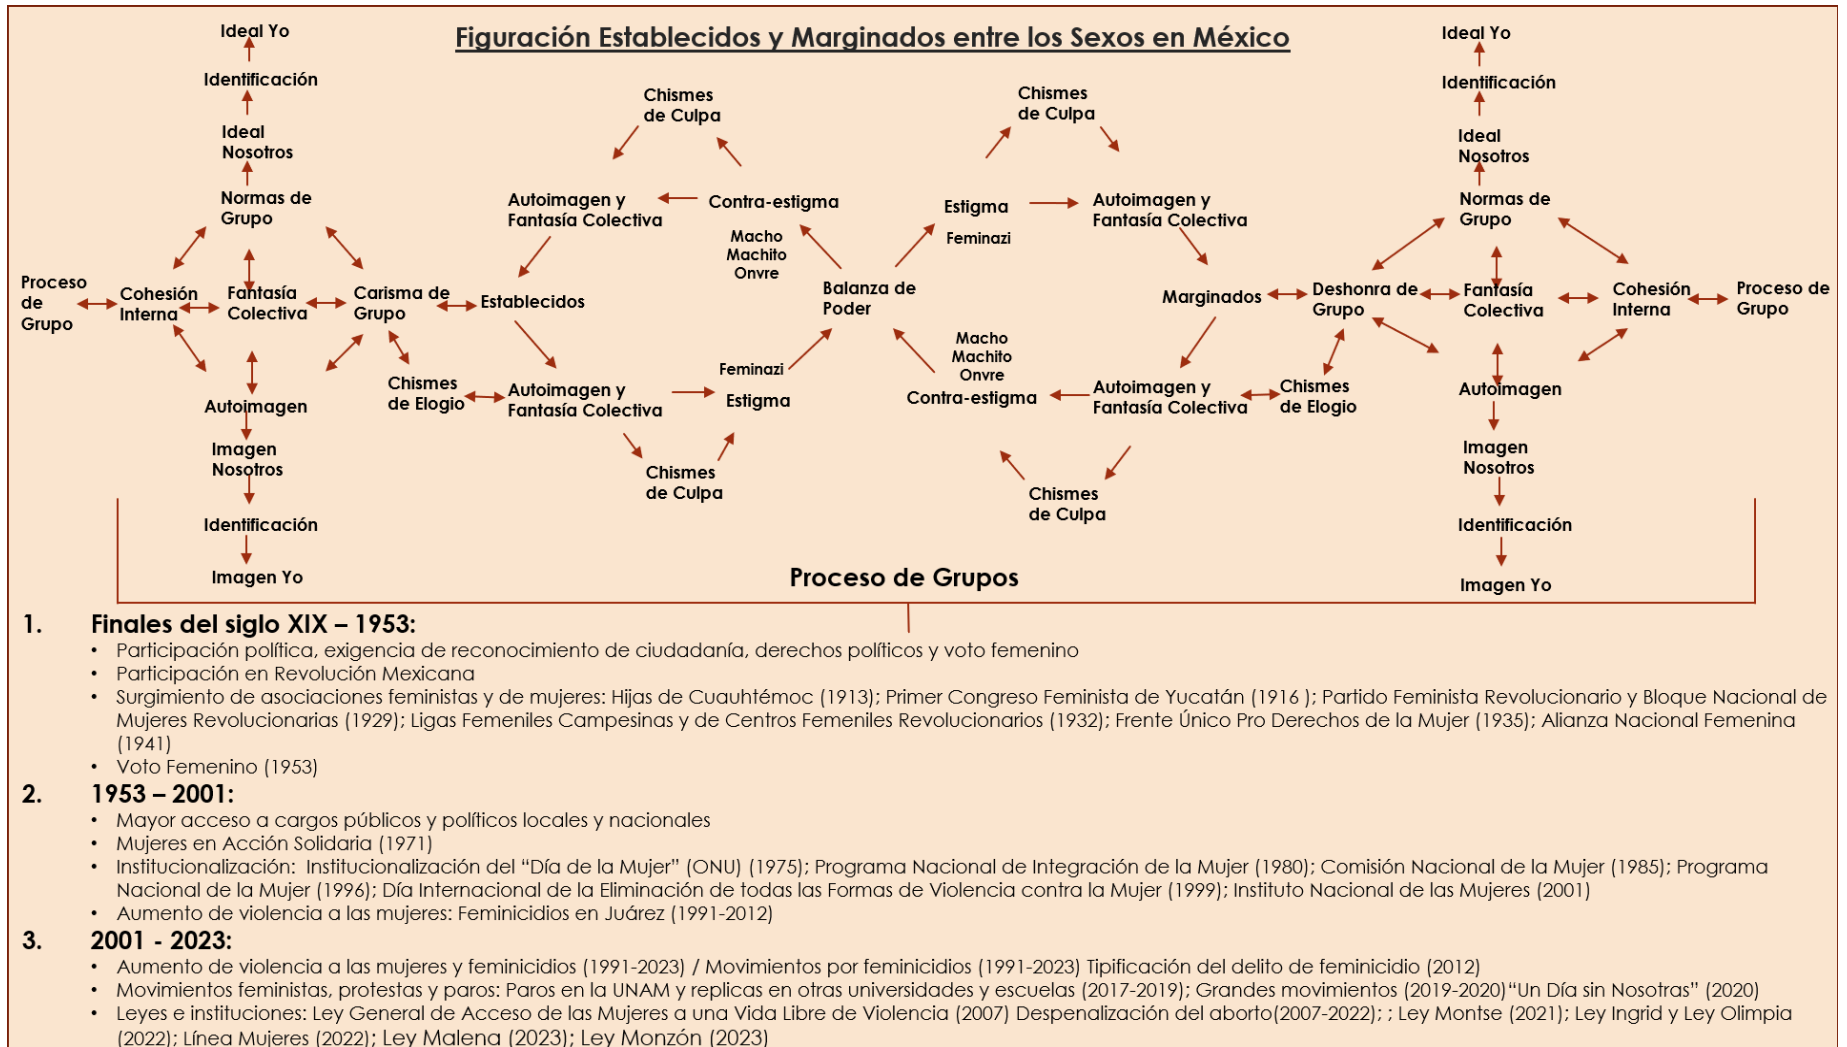 Figuración Establecidos y Marginados entre los Sexos en México
Ideal Yo
Identificación
Ideal
Nosotros
Normas de
Grupo
Proceso
de
Grupo
Cohesión
Interna
Fantasía
Colectiva
Carisma de
Grupo
Autoimagen
Imagen
Nosotros
Identificación
Imagen Yo
Chismes
de Elogio
Establecidos
Chismes
de Culpa
Autoimagen y
Fantasía Colectiva
Contra-estigma
Macho
Machito
Onvre
Autoimagen y
Fantasía Colectiva
Feminazi
Estigma
Chismes
de Culpa
Balanza de
Poder
Chismes
de Culpa
Estigma
Feminazi
Autoimagen y
Fantasía Colectiva
Marginados
Macho
Machito
Onvre
Contra-estigma
Autoimagen y
Fantasía Colectiva
Chismes
de Culpa
Chismes
de Elogio
Deshonra de
Grupo
Ideal Yo
Identificación
Ideal
Nosotros
Normas de
Grupo
Fantasía
Colectiva
Cohesión
Interna
Proceso de
Grupo
Autoimagen
Imagen
Nosotros
Identificación
Imagen Yo
Proceso de Grupos
1. Finales del siglo XIX – 1953:
• Participación política, exigencia de reconocimiento de ciudadanía, derechos políticos y voto femenino
• Participación en Revolución Mexicana
• Surgimiento de asociaciones feministas y de mujeres: Hijas de Cuauhtémoc (1913); Primer Congreso Feminista de Yucatán (1916 ); Partido Feminista Revolucionario y Bloque Nacional de
Mujeres Revolucionarias (1929); Ligas Femeniles Campesinas y de Centros Femeniles Revolucionarios (1932); Frente Único Pro Derechos de la Mujer (1935); Alianza Nacional Femenina
(1941)
• Voto Femenino (1953)
2. 1953 – 2001:
• Mayor acceso a cargos públicos y políticos locales y nacionales
• Mujeres en Acción Solidaria (1971)
• Institucionalización: Institucionalización del “Día de la Mujer” (ONU) (1975); Programa Nacional de Integración de la Mujer (1980); Comisión Nacional de la Mujer (1985); Programa
Nacional de la Mujer (1996); Día Internacional de la Eliminación de todas las Formas de Violencia contra la Mujer (1999); Instituto Nacional de las Mujeres (2001)
• Aumento de violencia a las mujeres: Feminicidios en Juárez (1991-2012)
3. 2001 - 2023:
• Aumento de violencia a las mujeres y feminicidios (1991-2023) / Movimientos por feminicidios (1991-2023) Tipificación del delito de feminicidio (2012)
• Movimientos feministas, protestas y paros: Paros en la UNAM y replicas en otras universidades y escuelas (2017-2019); Grandes movimientos (2019-2020)“Un Día sin Nosotras” (2020)
• Leyes e instituciones: Ley General de Acceso de las Mujeres a una Vida Libre de Violencia (2007) Despenalización del aborto(2007-2022); ; Ley Montse (2021); Ley Ingrid y Ley Olimpia
(2022); Línea Mujeres (2022); Ley Malena (2023); Ley Monzón (2023)